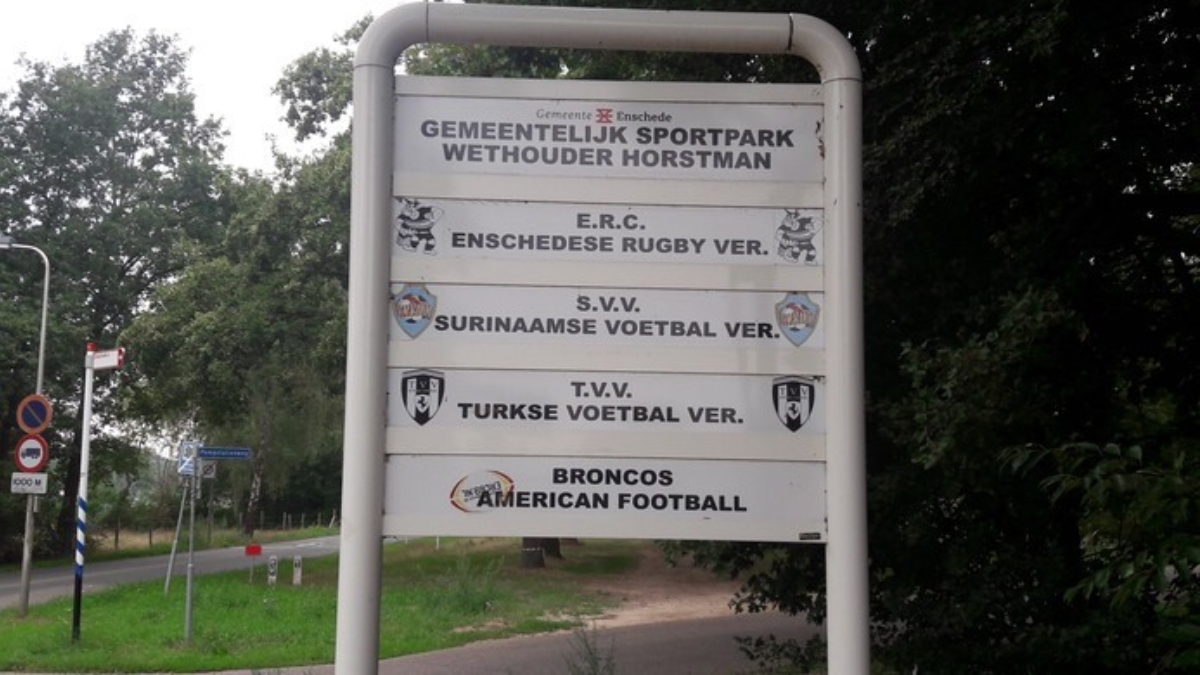 Gemeente Enschede
GEMEENTELIJK SPORTPARK
WETHOUDER HORSTMAN
E.R.C.
ENSCHEDESE RUGBY VER.
S.V.V.
SURINAAMSE VOETBAL VER.
T.V.V.
TURKSE VOETBAL VER.
T V V
T V V
BRONCOS
AMERICAN FOOTBALL
1000 M